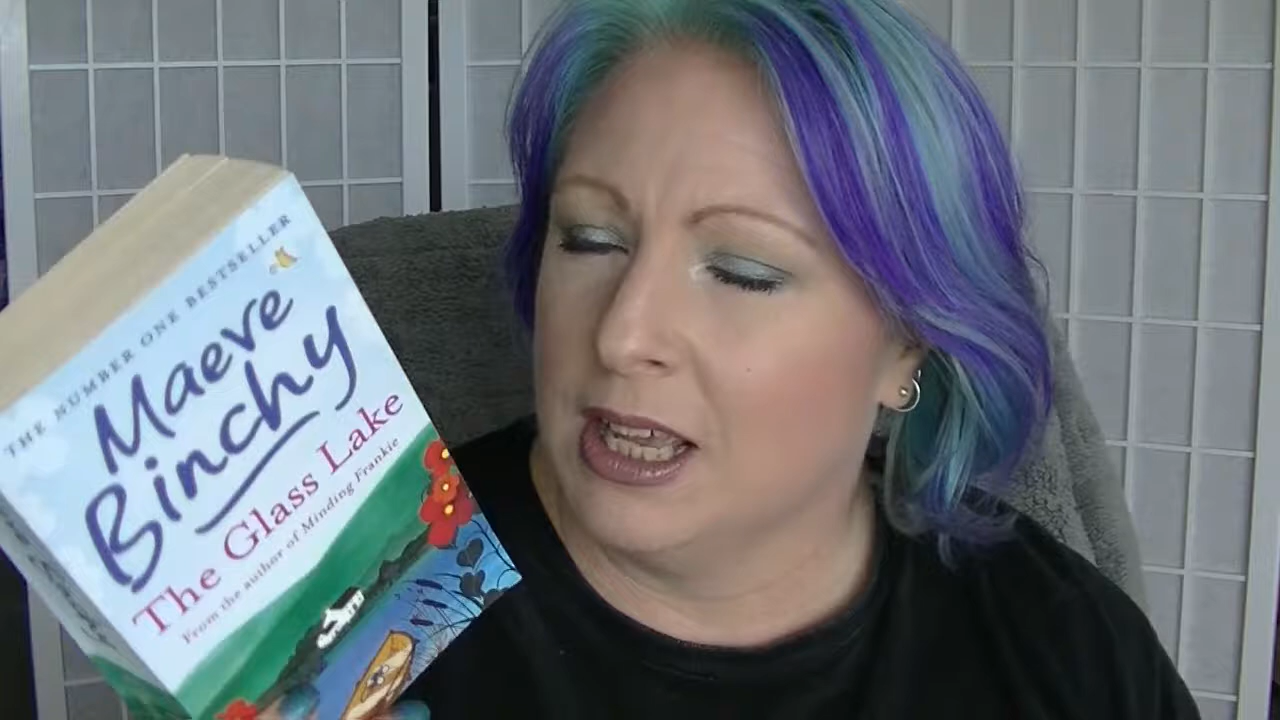 THE NUMBER ONE BESTSELLER
Maeve
Binchy
The Glass Lake
From the author of Minding Frankie